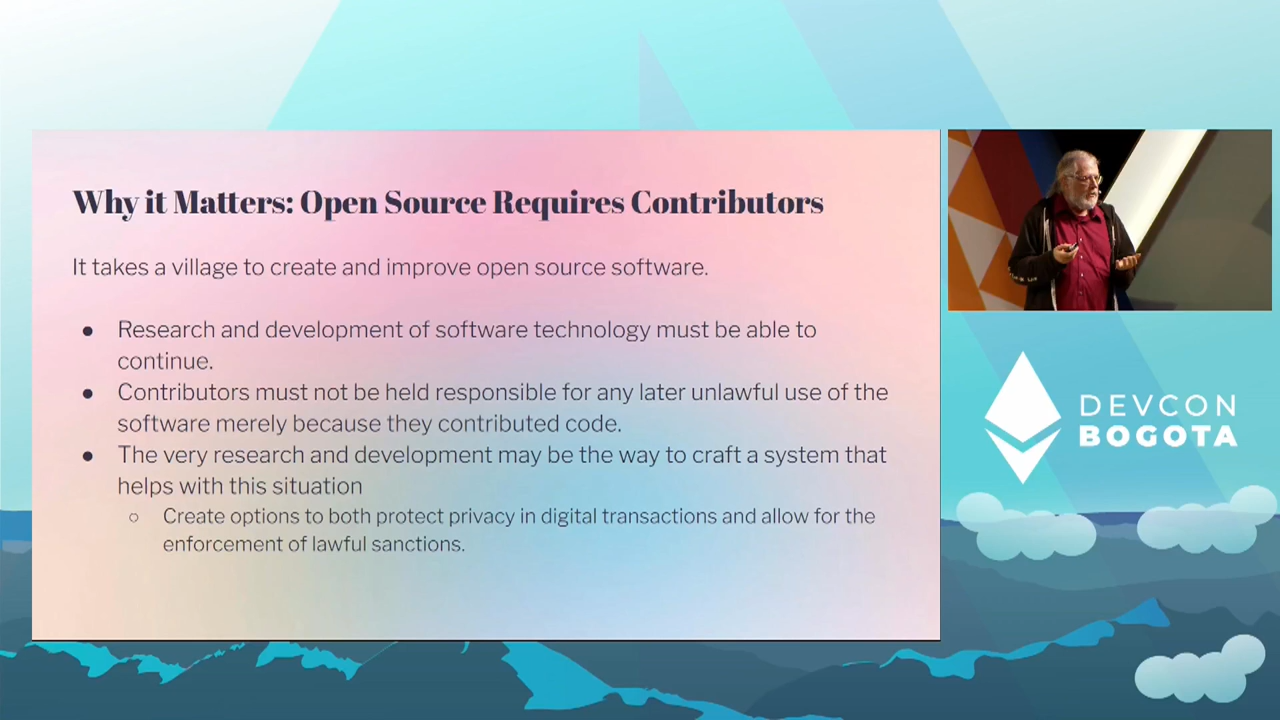 Why it Matters: Open Source Requires Contributors
It takes a village to create and improve open source software.
● Research and development of software technology must be able to
continue.
● Contributors must not be held responsible for any later unlawful use of the
software merely because they contributed code.
● The very research and development may be the way to craft a system that
helps with this situation
○ Create options to both protect privacy in digital transactions and allow for the
enforcement of lawful sanctions.
DEVCON
BOGOTA